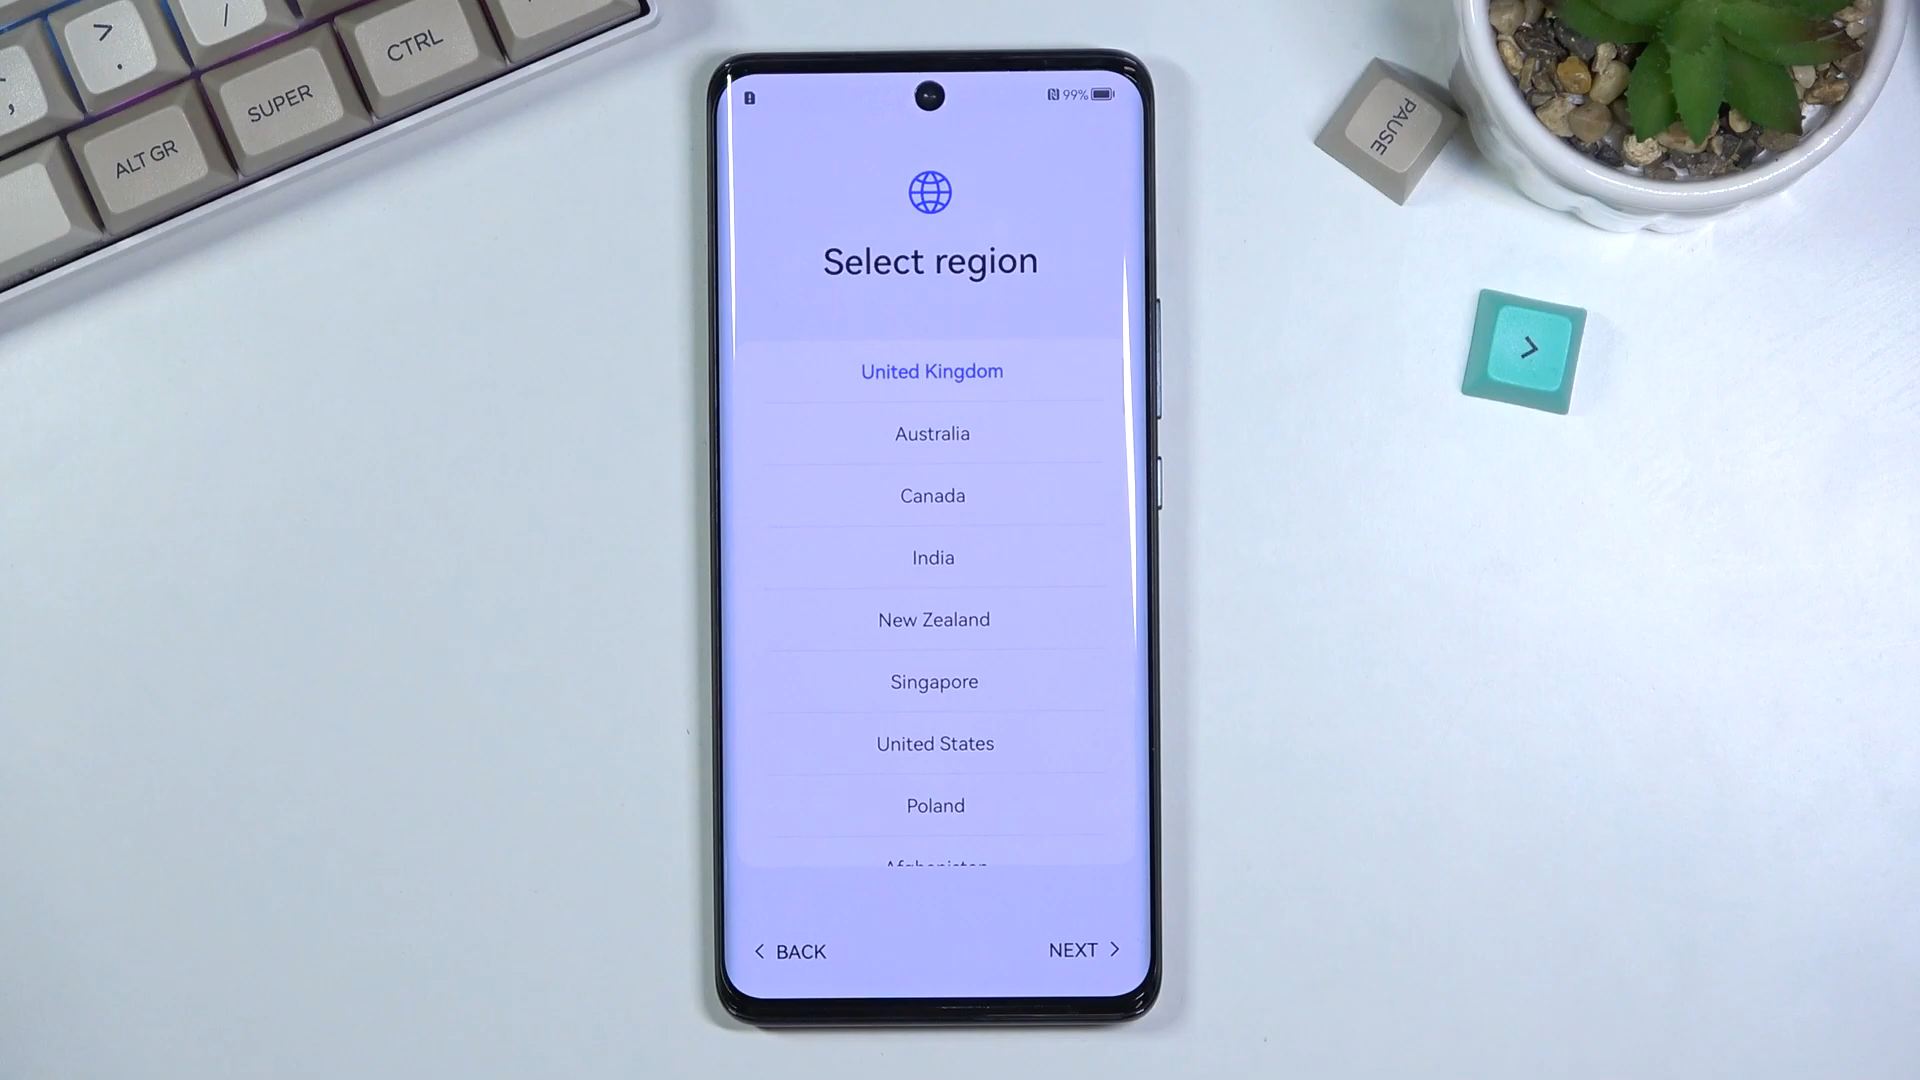 > .
/
;
ALT GR
SUPER
CTRL
PAUSE
>
99%
Select region
United Kingdom
Australia
Canada
India
New Zealand
Singapore
United States
Poland
Afghanistan
< BACK
NEXT >